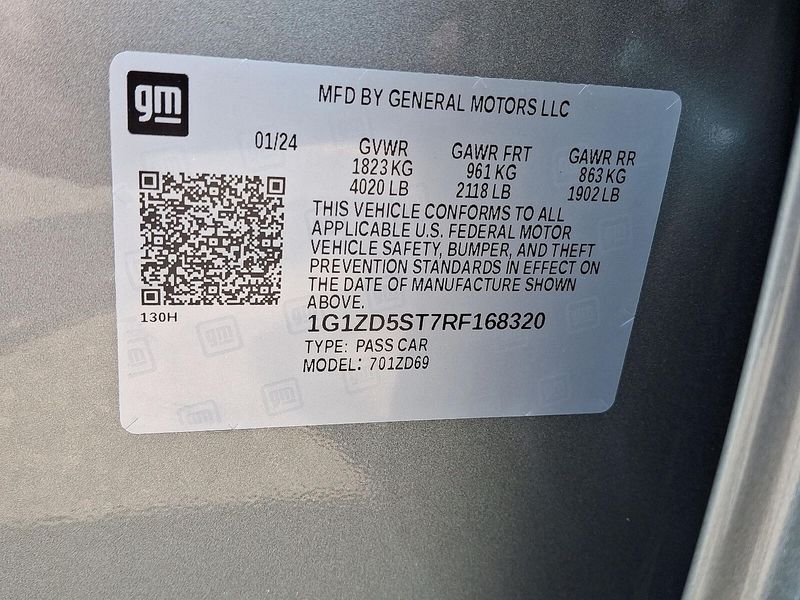 gm
MFD BY GENERAL MOTORS LLC
01/24
GVWR
1823 KG
4020 LB
GAWR FRT
961 KG
2118 LB
GAWR RR
863 KG
1902 LB
THIS VEHICLE CONFORMS TO ALL
APPLICABLE U.S. FEDERAL MOTOR
VEHICLE SAFETY, BUMPER, AND THEFT
PREVENTION STANDARDS IN EFFECT ON
THE DATE OF MANUFACTURE SHOWN
ABOVE.
130H
1G1ZD5ST7RF168320
TYPE: PASS CAR
MODEL: 701ZD69